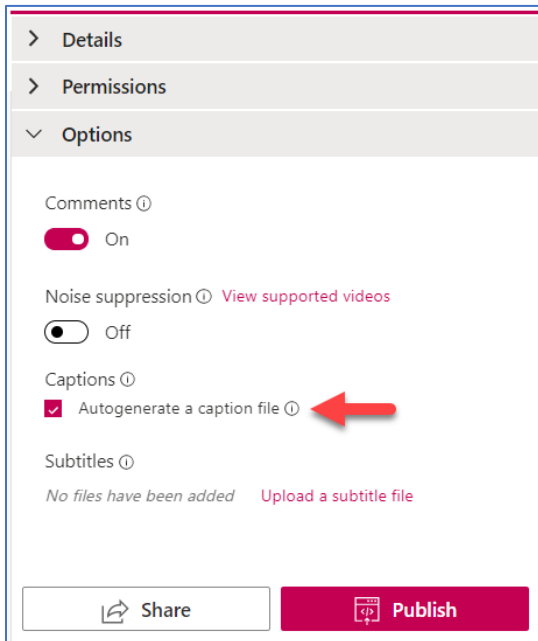 Details
Permissions
Options
Comments
On
Noise suppression View supported videos
Off
Captions
Autogenerate a caption file
Subtitles
No files have been added Upload a subtitle file
Share Publish